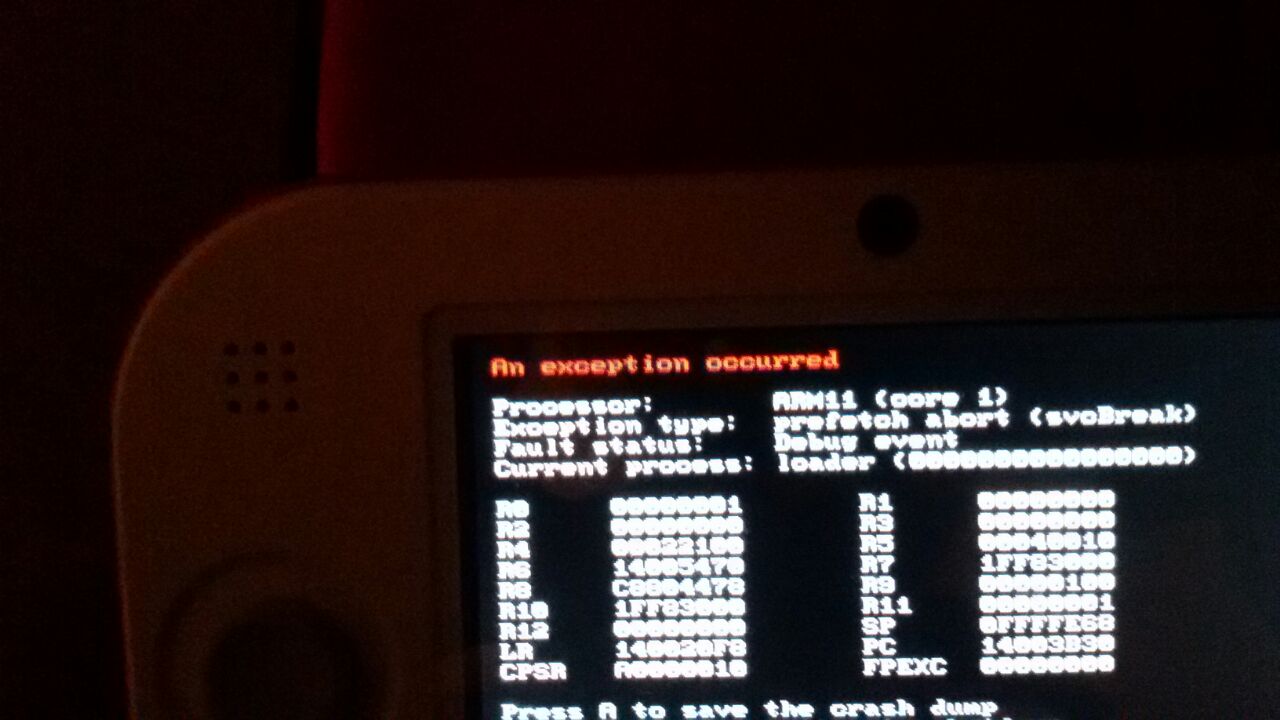 An exception occurred
Processor: ARM11 (core 1)
Exception type: prefetch abort (svcBreak)
Fault status: Debug event
Current process: loader (0000000000000000)
R0 00000001 R1 00000000
R2 00000000 R3 00000000
R4 00022100 R5 00040010
R6 14005470 R7 1FF83000
R8 C8804478 R9 00000100
R10 1FF83000 R11 00000001
R12 00000000 SP 0FFFFE68
LR 140020F8 PC 14003B30
CPSR A0000010 FPEXC 00000000
Press A to save the crash dump